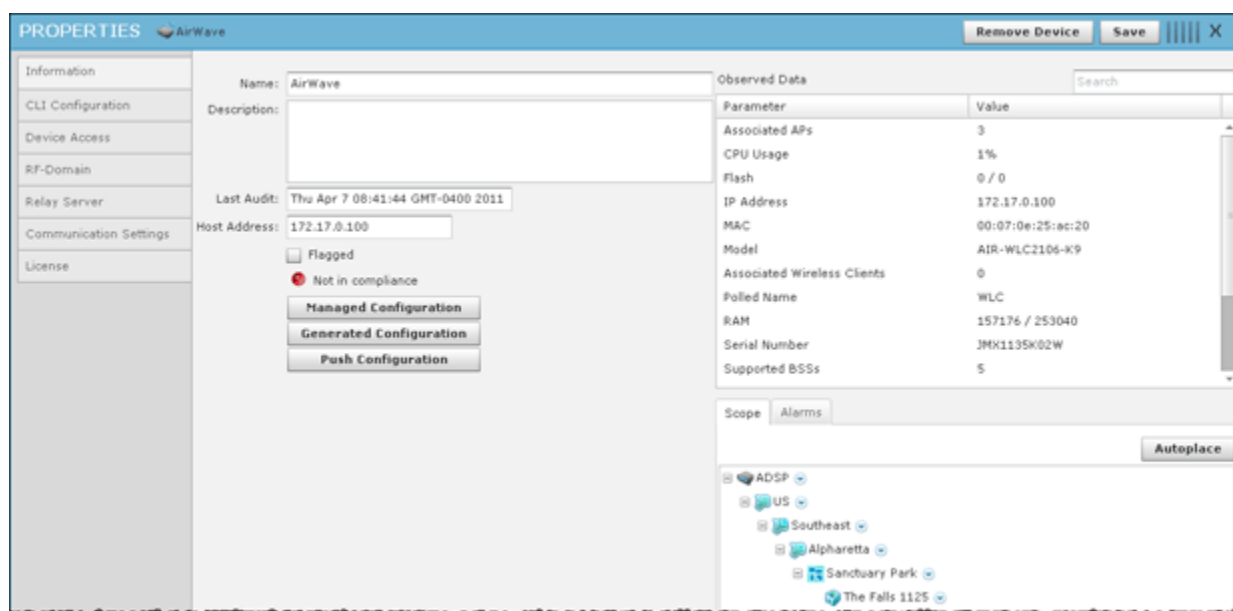 PROPERTIES AirWave Remove Device Save X
Information
CLI Configuration
Device Access
RF-Domain
Relay Server
Communication Settings
License
Name: AirWave
Description:
Last Audit: Thu Apr 7 08:41:44 GMT-0400 2011
Host Address: 172.17.0.100
Flagged
Not in compliance
Managed Configuration
Generated Configuration
Push Configuration
Observed Data Search
Parameter Value
Associated APs 3
CPU Usage 1%
Flash 0 / 0
IP Address 172.17.0.100
MAC 00:07:0e:25:ac:20
Model AIR-WLC2106-K9
Associated Wireless Clients 0
Polled Name WLC
RAM 157176 / 253040
Serial Number JMX1135K02W
Supported BSSs 5
Scope Alarms
Autoplace
ADSP
US
Southeast
Alpharetta
Sanctuary Park
The Falls 1125